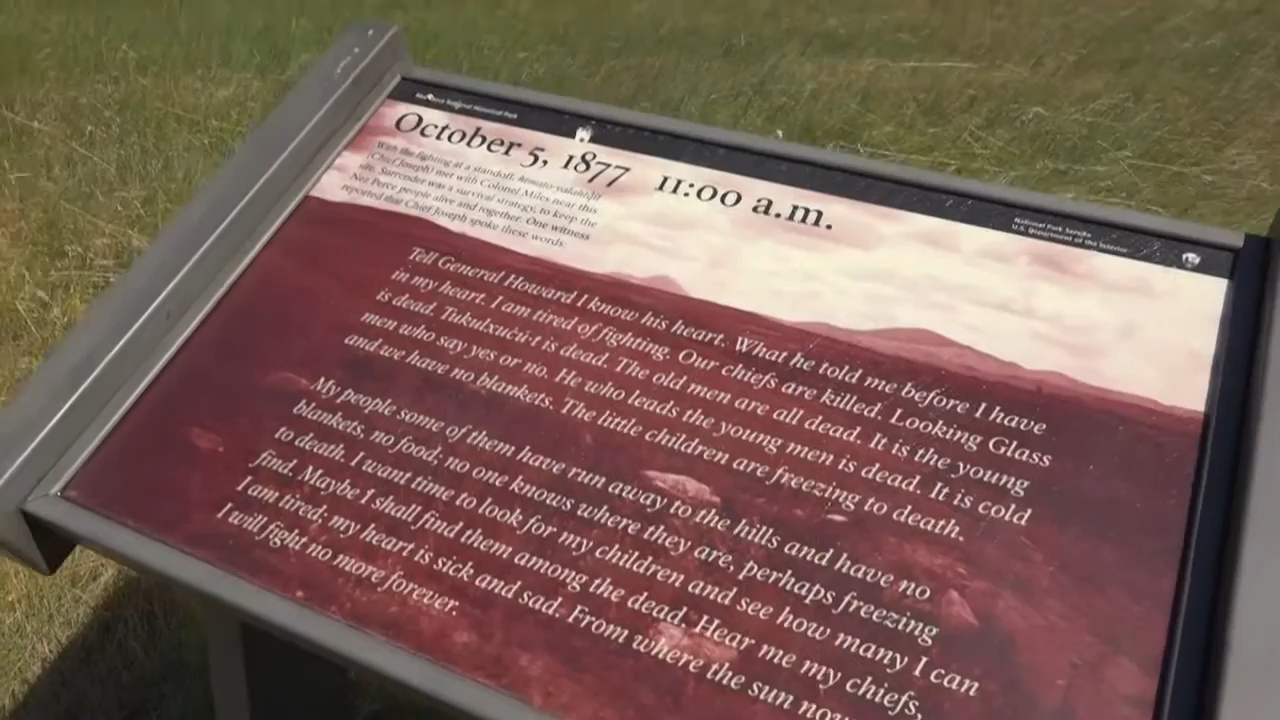 Nez Perce National Historical Park
October 5, 1877 11:00 a.m.
National Park Service
U.S. Department of the Interior
With the fighting at a standoff,
(Chief Joseph) met with Colonel Miles near this
site. Surrender was a survival strategy, to keep the
Nez Perce people alive and together. One witness
reported that Chief Joseph spoke these words:
Tell General Howard I know his heart. What he told me before I have
in my heart. I am tired of fighting. Our chiefs are killed. Looking Glass
is dead. Tukulxucú·t is dead. The old men are all dead. It is the young
men who say yes or no. He who leads the young men is dead. It is cold
and we have no blankets. The little children are freezing to death.
My people some of them have run away to the hills and have no
blankets, no food; no one knows where they are, perhaps freezing
to death. I want time to look for my children and see how many I can
find. Maybe I shall find them among the dead. Hear me my chiefs,
I am tired; my heart is sick and sad. From where the sun now
I will fight no more forever.